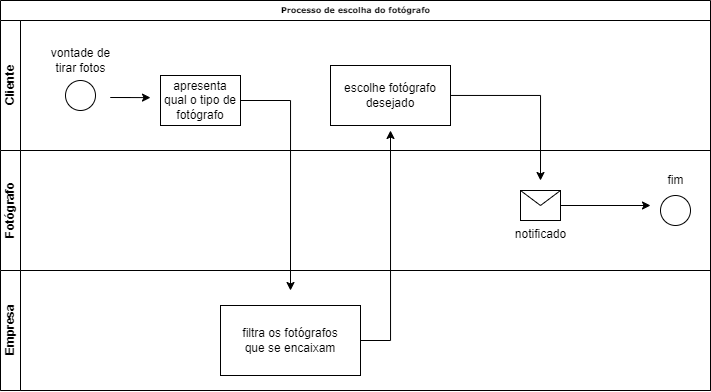 Processo de escolha do fotógrafo
Cliente
vontade de
tirar fotos
apresenta
qual o tipo de
fotógrafo
escolhe fotógrafo
desejado
Fotógrafo
notificado
fim
Empresa
filtra os fotógrafos
que se encaixam